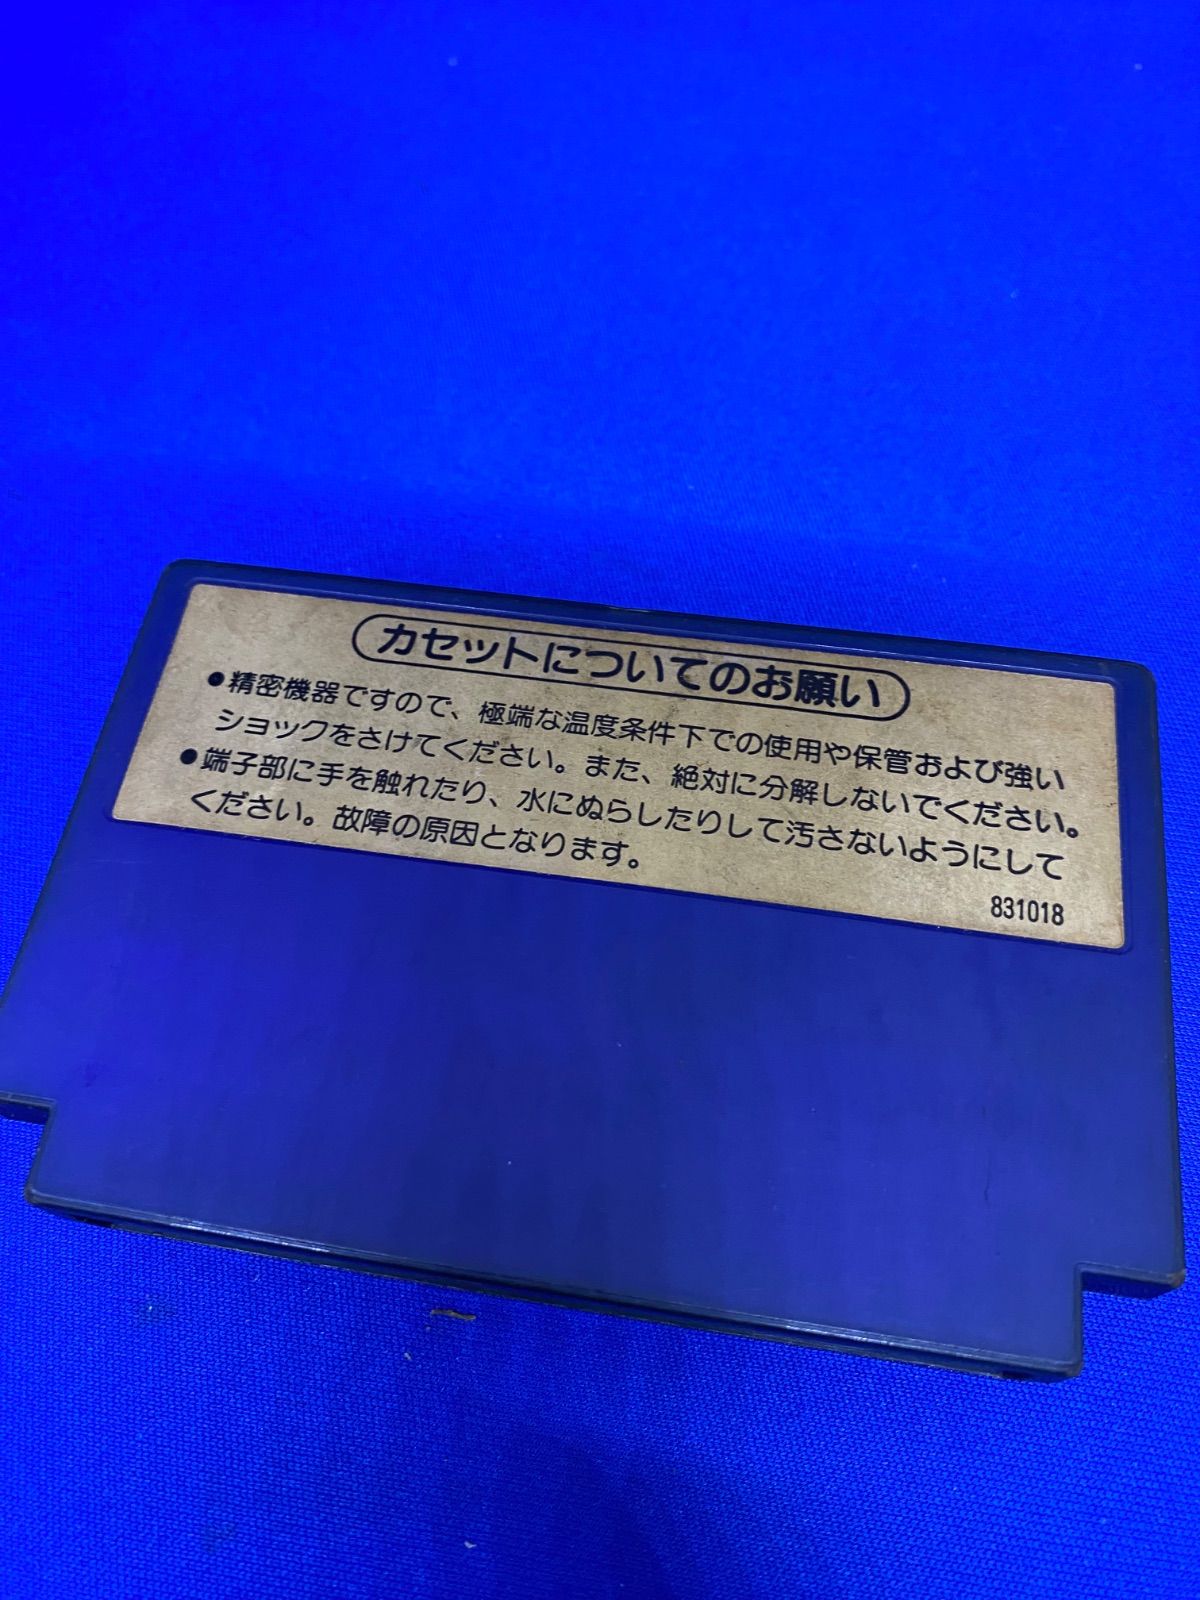 カセットについてのお願い
●精密機器ですので、極端な温度条件下での使用や保管および強い
ショックをさけてください。また、絶対に分解しないでください。
●端子部に手を触れたり、水にぬらしたりして汚さないようにして
ください。故障の原因となります。
831018